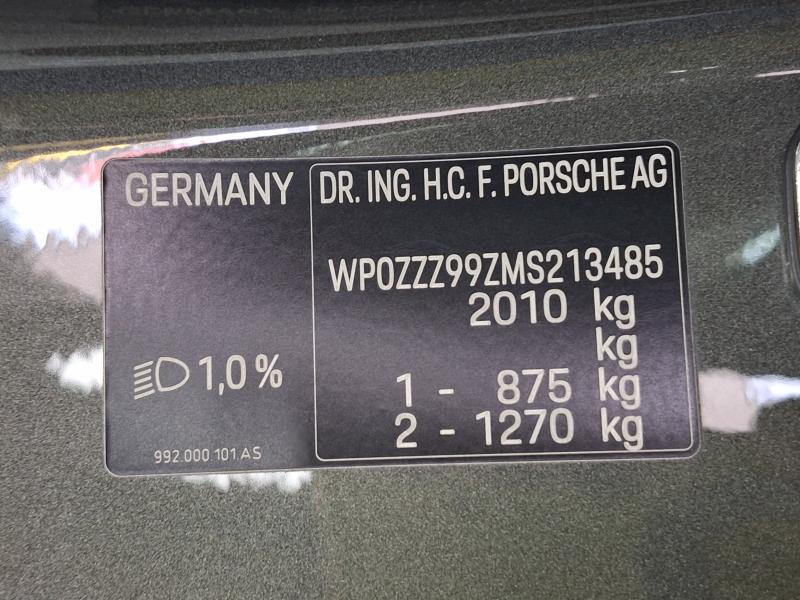 GERMANY
DR. ING. H.C. F. PORSCHE AG
WP0ZZZ99ZMS213485
2010 kg
kg
1 - 875 kg
2 - 1270 kg
1,0 %
992.000 101 AS